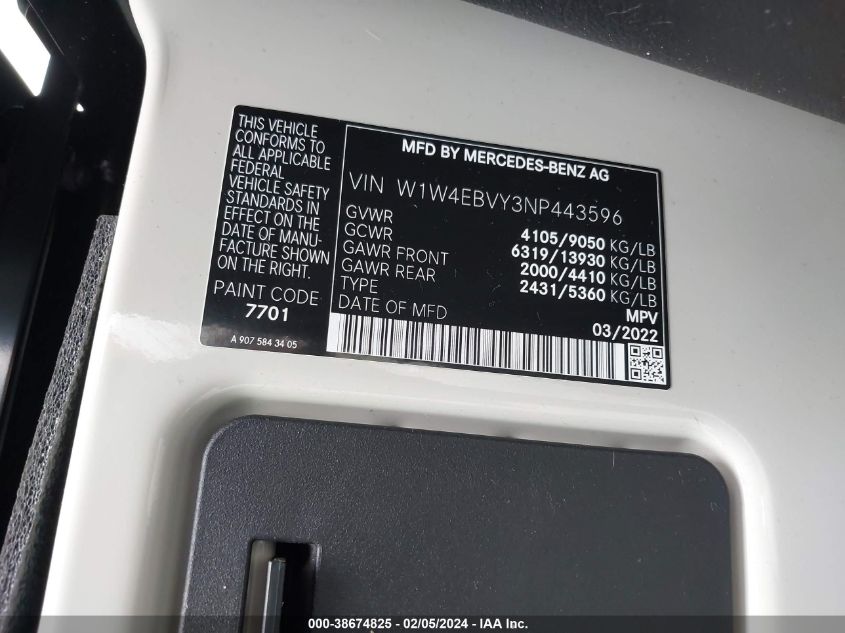 THIS VEHICLE
CONFORMS TO
ALL APPLICABLE
FEDERAL
VEHICLE SAFETY
STANDARDS IN
EFFECT ON THE
DATE OF MANU-
FACTURE SHOWN
ON THE RIGHT.
PAINT CODE
7701
A 907 584 34 05
MFD BY MERCEDES-BENZ AG
VIN W1W4EBVY3NP443596
GVWR 4105/9050 KG/LB
GCWR 6319/13930 KG/LB
GAWR FRONT 2000/4410 KG/LB
GAWR REAR 2431/5360 KG/LB
TYPE MPV
DATE OF MFD 03/2022
000-38674825 - 02/05/2024 - IAA Inc.